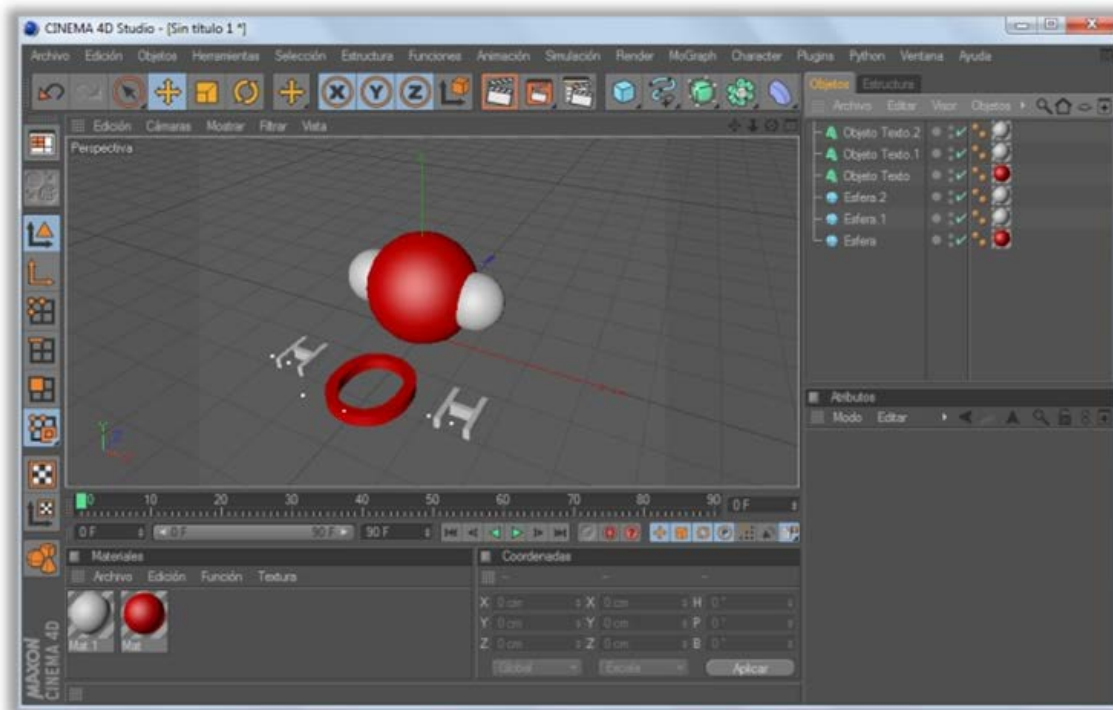 CINEMA 4D Studio - [Sin título 1 *]
Archivo Edición Objetos Herramientas Selección Estructura Funciones Animación Simulación Render MoGraph Character Plugins Python Ventana Ayuda
Objetos Estructura
Archivo Editar Visor Objetos
Edición Cámaras Mostrar Filtrar Vista
Perspectiva
Objeto Texto.2
Objeto Texto.1
Objeto Texto
Esfera.2
Esfera.1
Esfera
H O H
Y Z X
Atributos
Modo Editar
0 10 20 30 40 50 60 70 80 90 0 F
0 F 0 F 90 F 90 F
Materiales
Archivo Edición Función Textura
Mat.1 Mat
Coordenadas
-- -- --
X 0 cm X 0 cm H 0 °
Y 0 cm Y 0 cm P 0 °
Z 0 cm Z 0 cm B 0 °
Global Escala Aplicar
MAXON
CINEMA 4D